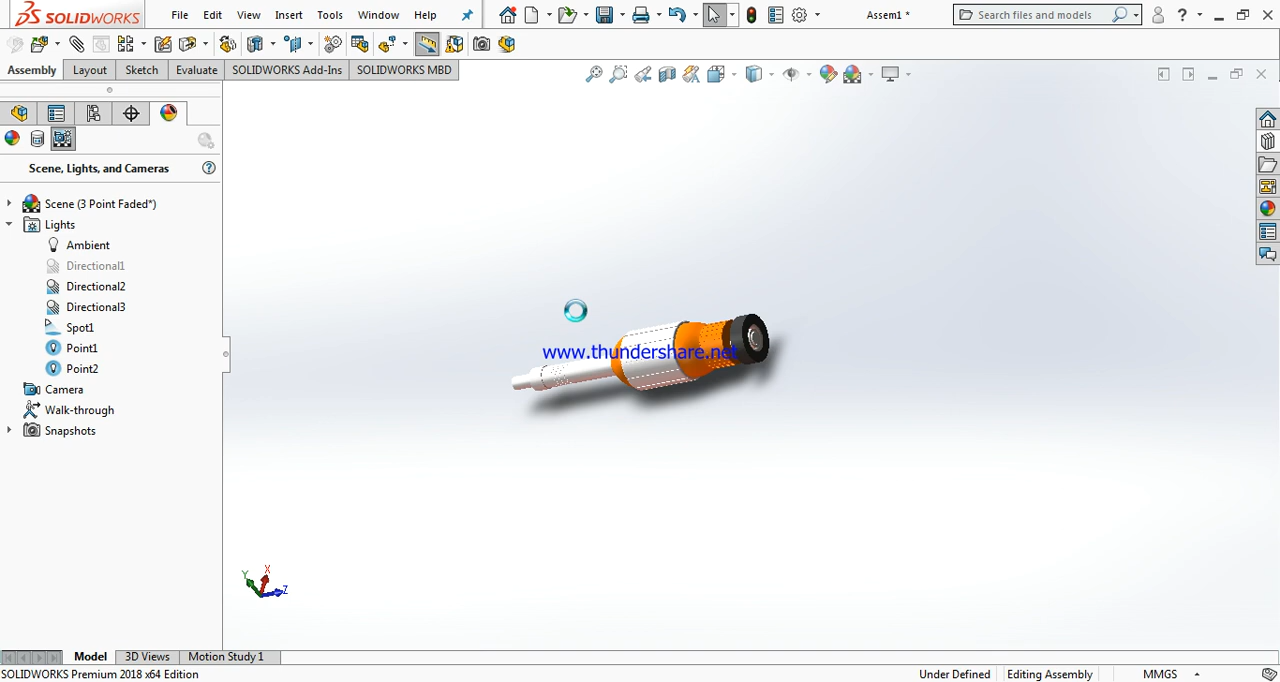 SOLIDWORKS File Edit View Insert Tools Window Help Assem1 * Search files and models ?
Assembly Layout Sketch Evaluate SOLIDWORKS Add-Ins SOLIDWORKS MBD
Scene, Lights, and Cameras ?
Scene (3 Point Faded*)
Lights
Ambient
Directional1
Directional2
Directional3
Spot1
Point1
Point2
Camera
Walk-through
Snapshots
www.thundershare.net
Y X Z
Model 3D Views Motion Study 1
SOLIDWORKS Premium 2018 x64 Edition Under Defined Editing Assembly MMGS